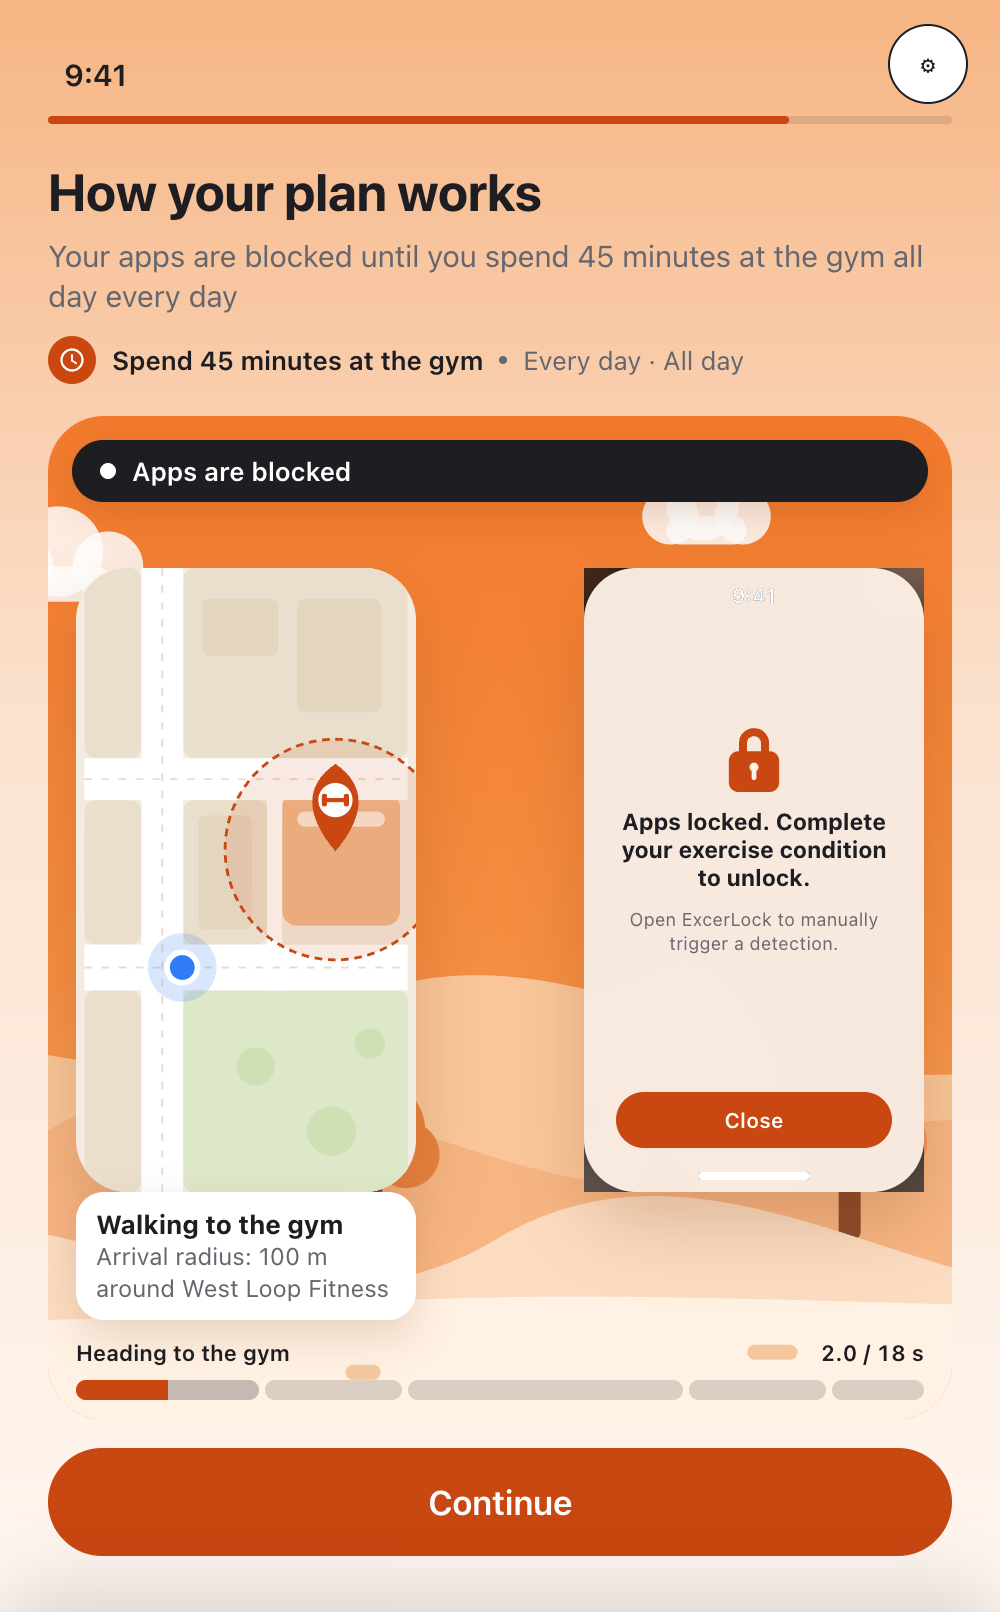 9:41
How your plan works
Your apps are blocked until you spend 45 minutes at the gym all
day every day
Spend 45 minutes at the gym • Every day · All day
Apps are blocked
9:41
Apps locked. Complete
your exercise condition
to unlock.
Open ExcerLock to manually
trigger a detection.
Close
Walking to the gym
Arrival radius: 100 m
around West Loop Fitness
Heading to the gym
2.0 / 18 s
Continue